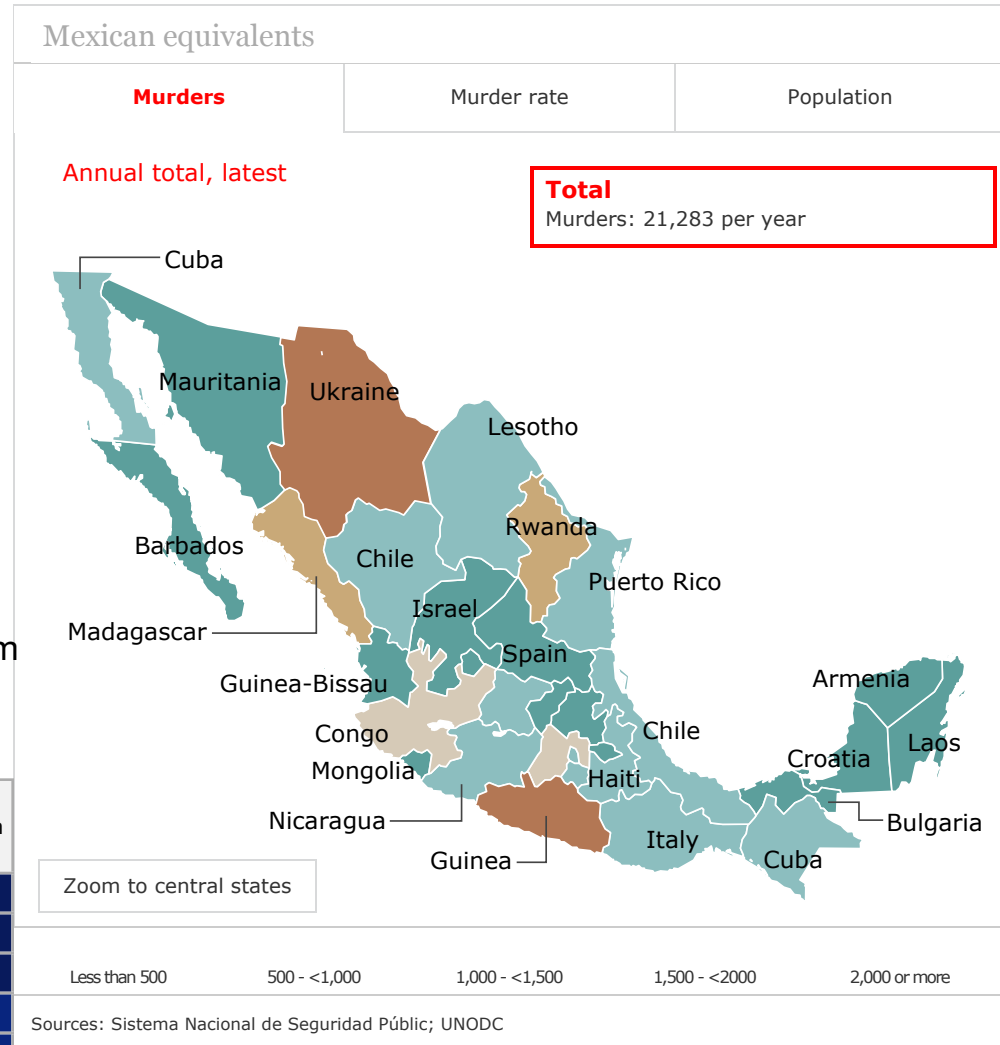 Mexican equivalents
Murders
Murder rate
Population
Annual total, latest
Total
Murders: 21,283 per year
Cuba
Mauritania
Ukraine
Lesotho
Rwanda
Barbados
Chile
Puerto Rico
Israel
Madagascar
m
Spain
Guinea-Bissau
Armenia
Congo
Chile
Laos
Croatia
Mongolia
Haiti
Nicaragua
Bulgaria
Italy
Guinea
Cuba
Zoom to central states
Less than 500
500 - <1,000
1,000 - <1,500
1,500 - <2000
2,000 or more
Sources: Sistema Nacional de Seguridad Públic; UNODC